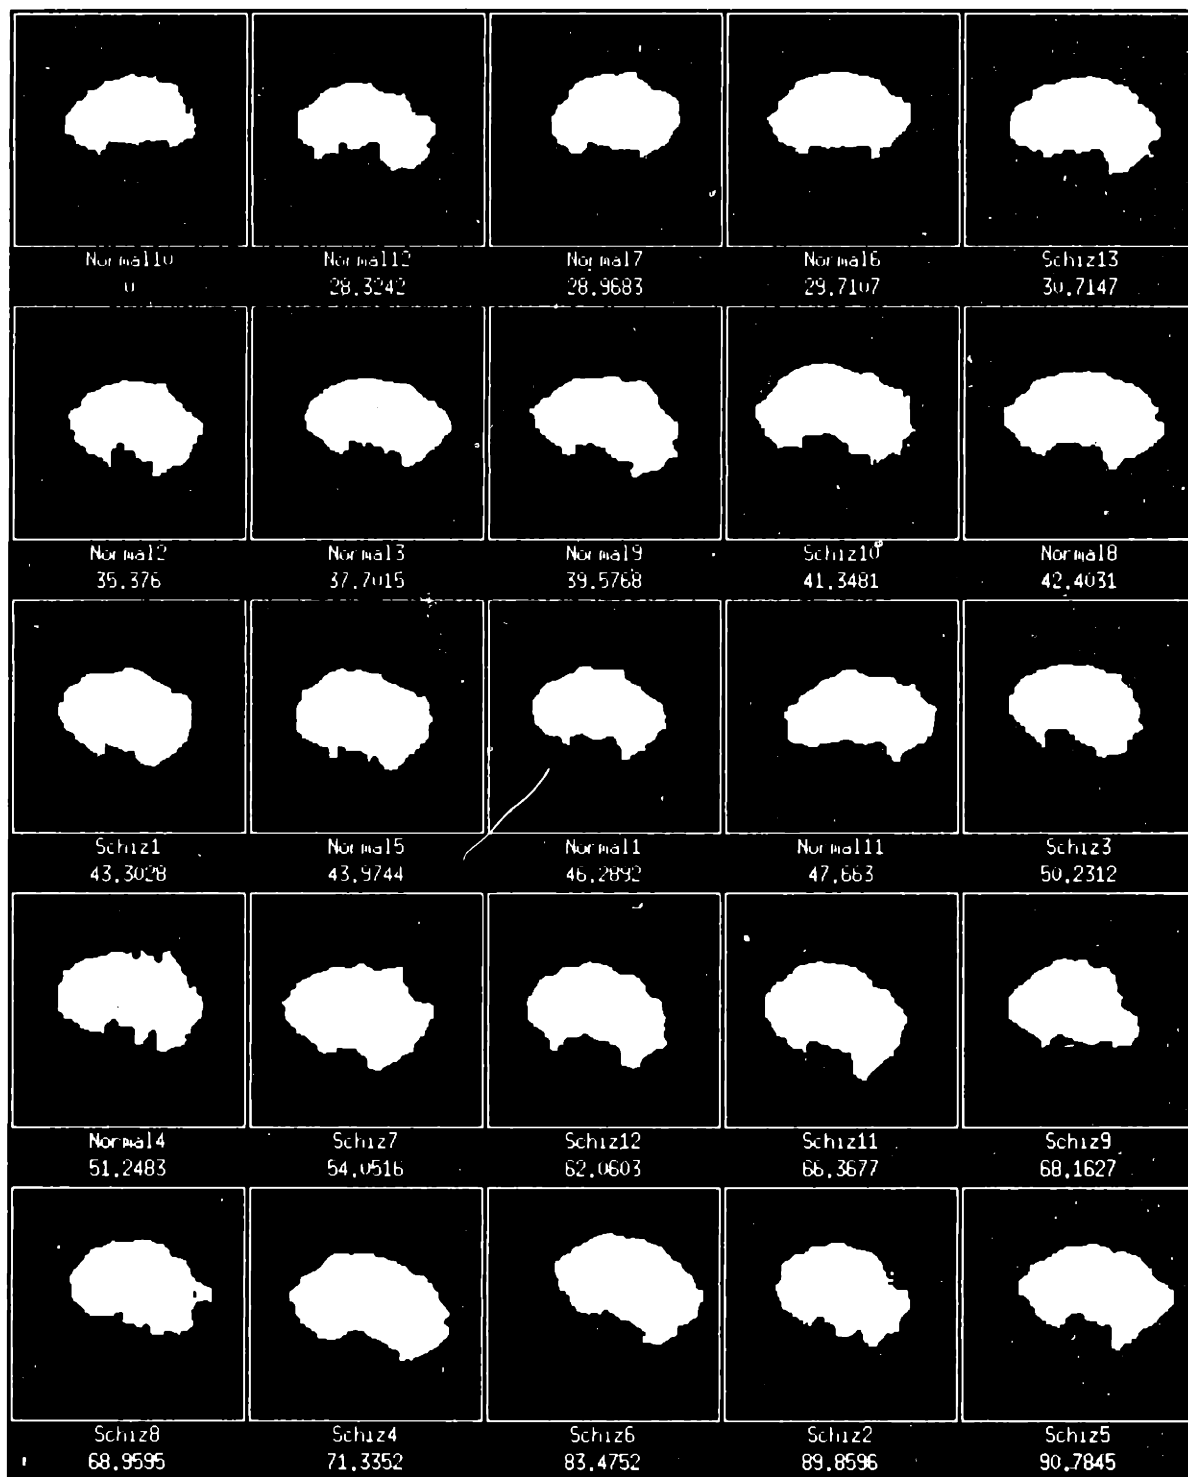 Normal10 Normal12 Normal7 Normal6 Schiz13
0 28.3242 28.9683 29.7107 30.7147
Normal2 Normal3 Normal9 Schiz10 Normal8
35.376 37.7015 39.5768 41.3481 42.4031
Schiz1 Normal5 Normal1 Normal11 Schiz3
43.3028 43.9744 46.2892 47.663 50.2312
Normal4 Schiz7 Schiz12 Schiz11 Schiz9
51.2483 54.0516 62.0603 66.3677 68.1627
Schiz8 Schiz4 Schiz6 Schiz2 Schiz5
68.9595 71.3352 83.4752 89.8596 90.7845